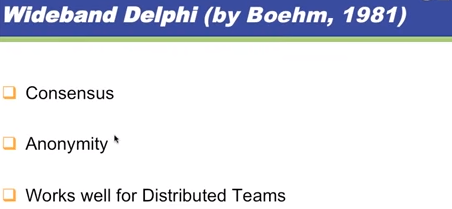 Wideband Delphi (by Boehm, 1981)
Consensus
Anonymity
Works well for Distributed Teams